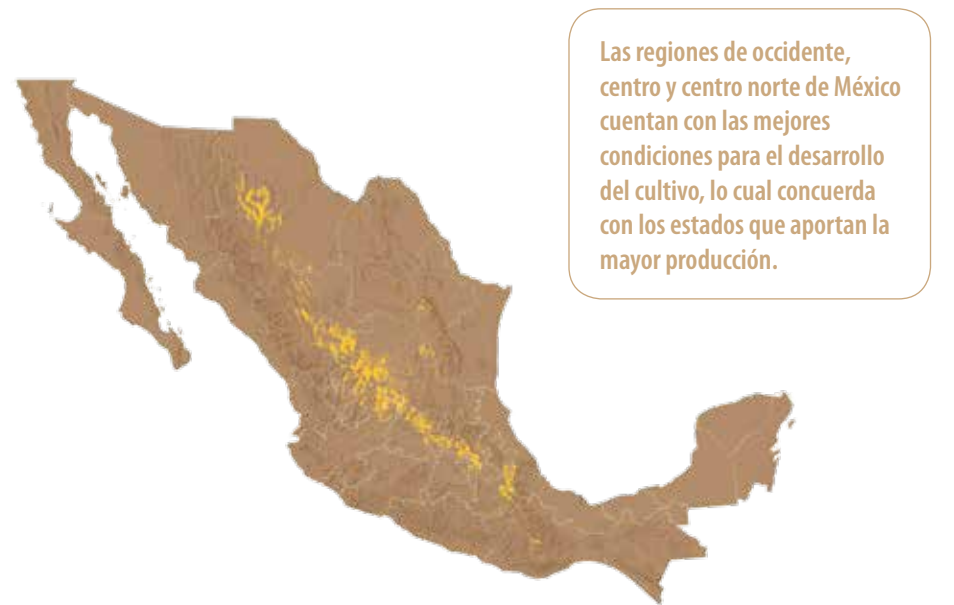 Las regiones de occidente,
centro y centro norte de México
cuentan con las mejores
condiciones para el desarrollo
del cultivo, lo cual concuerda
con los estados que aportan la
mayor producción.